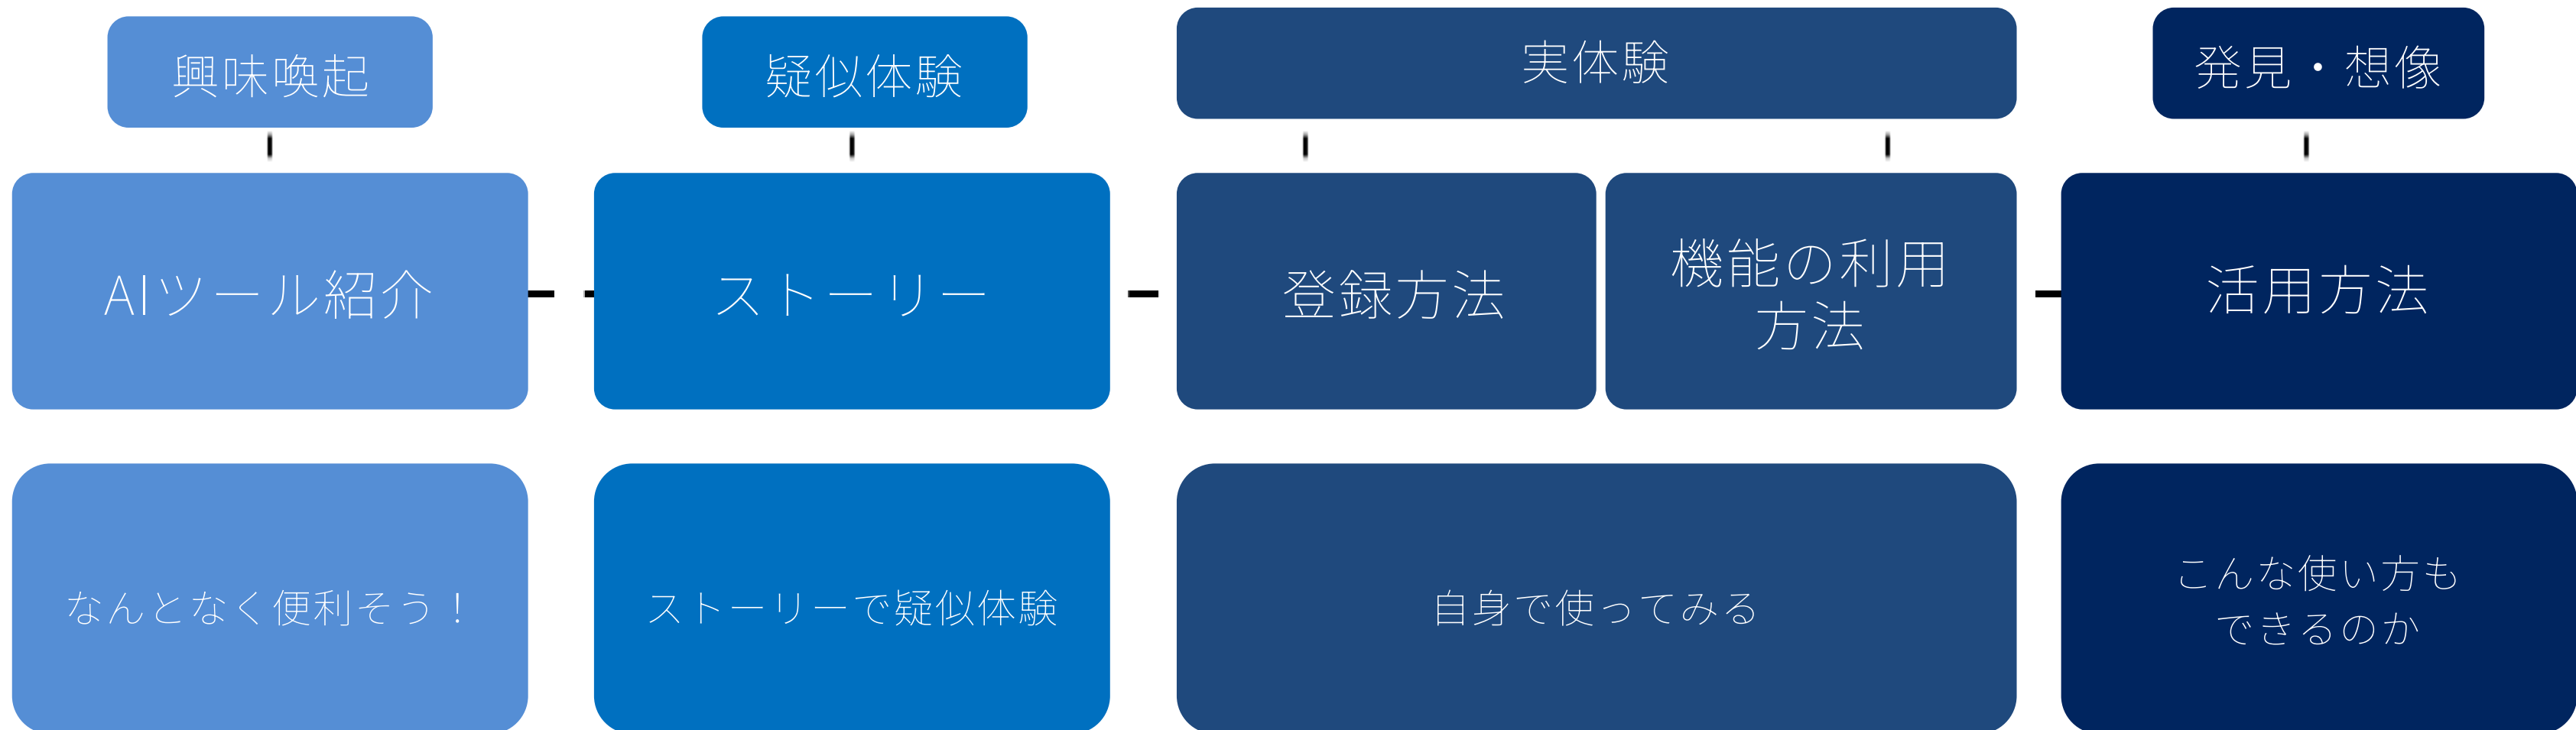 興味喚起
疑似体験
実体験
発見・想像
AIツール紹介
ストーリー
登録方法
機能の利用
方法
活用方法
なんとなく便利そう！
ストーリーで疑似体験
自身で使ってみる
こんな使い方も
できるのか